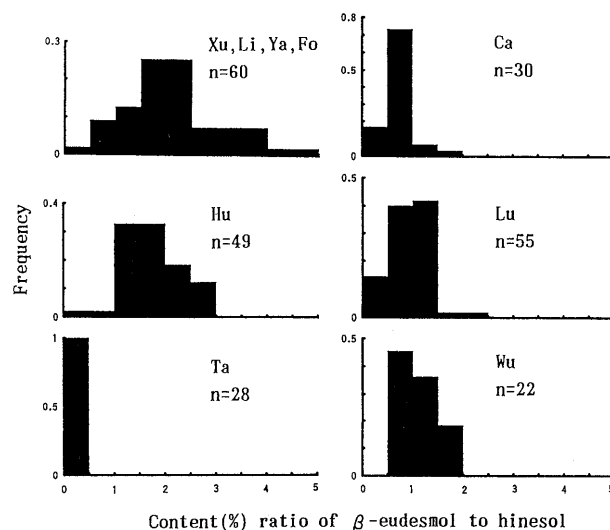 Frequency
0.3
Xu,Li,Ya,Fo
n=60
0
0.8
Ca
0.5
n=30
0
0.4
Hu
n=49
0
0.5
Lu
n=55
0
1
Ta
0.5
n=28
0
0 1 2 3 4 5
0.5
Wu
n=22
0
0 1 2 3 4 5
Content(%) ratio of β-eudesmol to hinesol